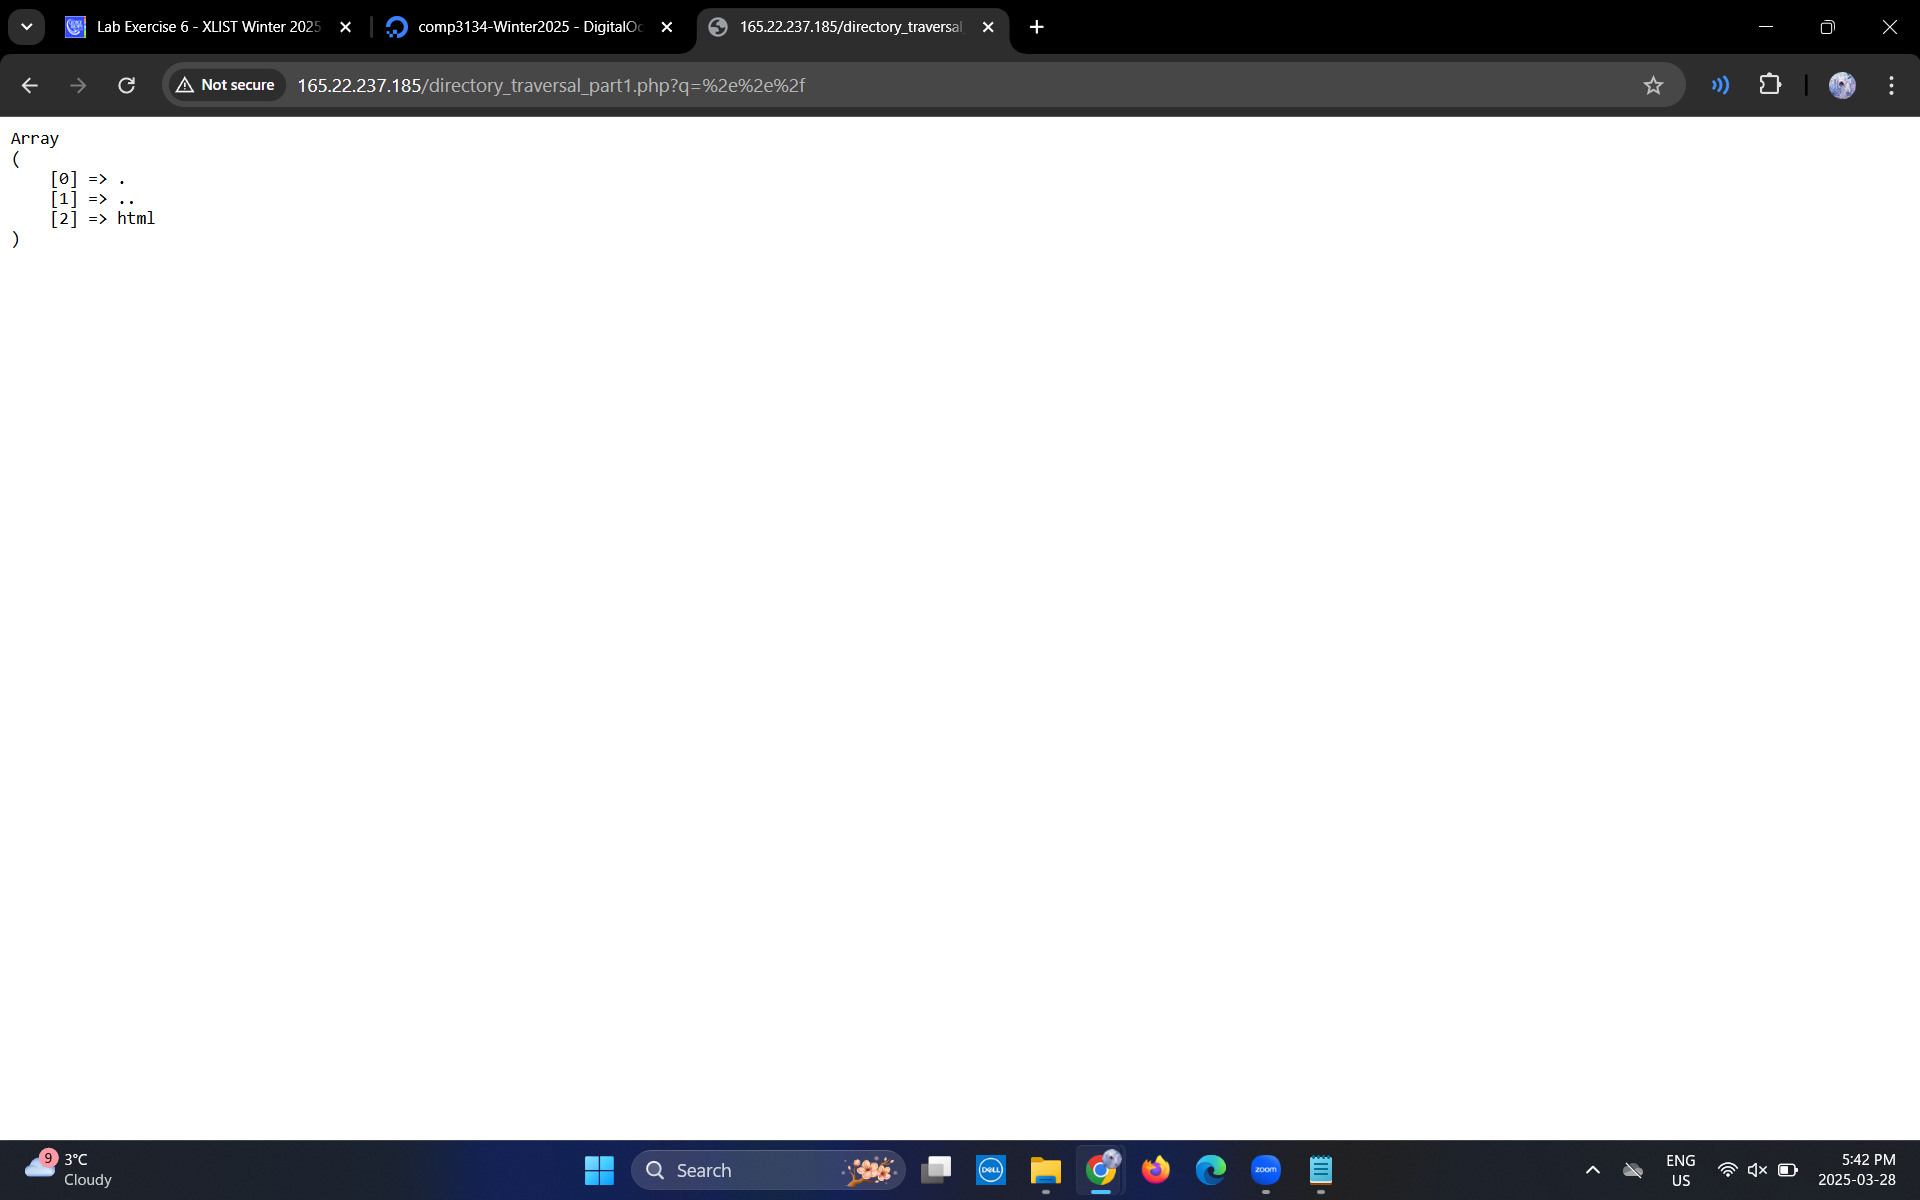 Lab Exercise 6 - XLIST Winter 2025
comp3134-Winter2025 - DigitalOc
165.22.237.185/directory_traversal
Not secure
165.22.237.185/directory_traversal_part1.php?q=%2e%2e%2f
Array
(
[0] => .
[1] => ..
[2] => html
)
9
3°C
Cloudy
Search
DELL
zoom
ENG
US
5:42 PM
2025-03-28